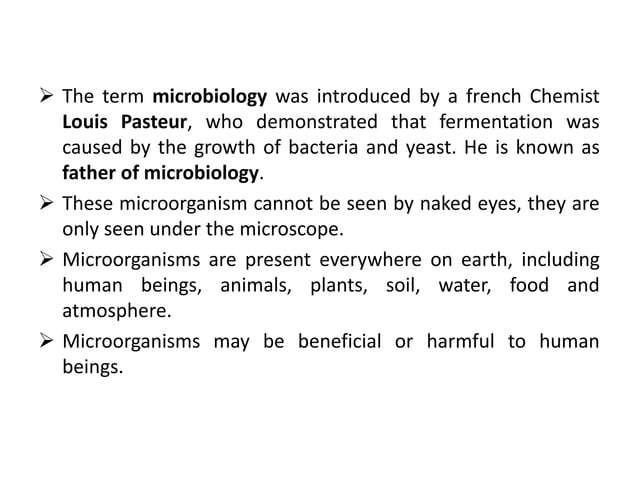 ➢ The term microbiology was introduced by a french Chemist
Louis Pasteur, who demonstrated that fermentation was
caused by the growth of bacteria and yeast. He is known as
father of microbiology.
➢ These microorganism cannot be seen by naked eyes, they are
only seen under the microscope.
➢ Microorganisms are present everywhere on earth, including
human beings, animals, plants, soil, water, food and
atmosphere.
➢ Microorganisms may be beneficial or harmful to human
beings.